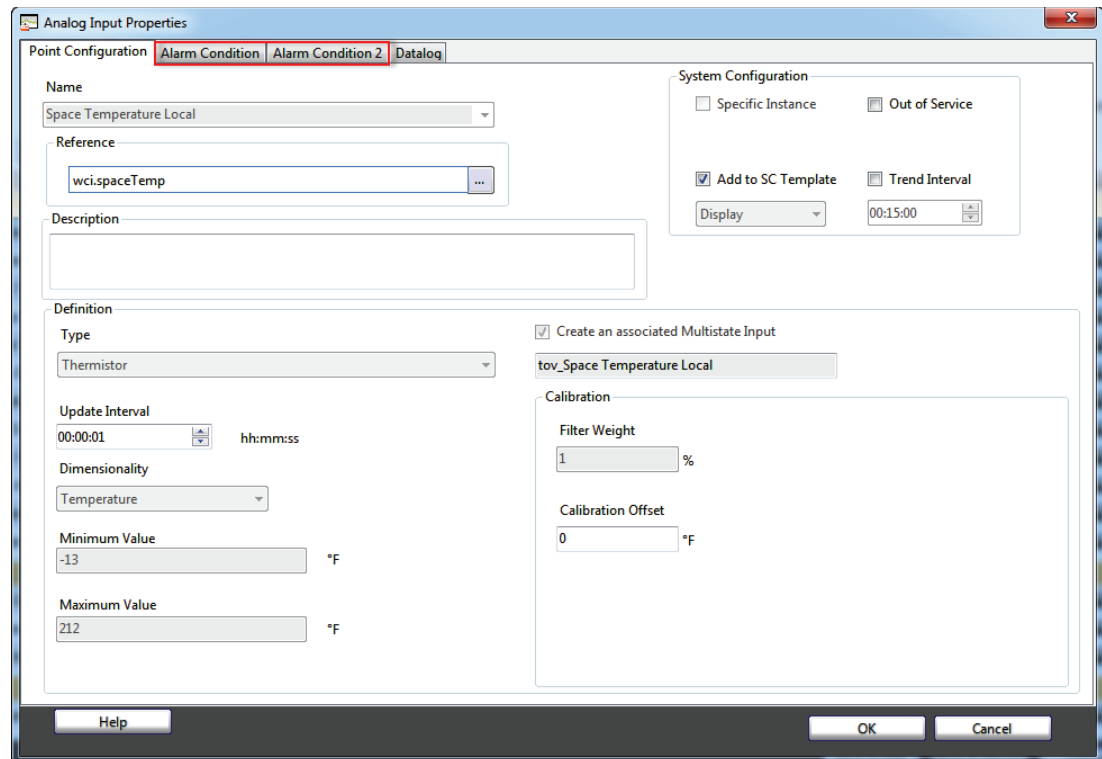 Analog Input Properties
x
Point Configuration Alarm Condition Alarm Condition 2 Datalog
Name
Space Temperature Local
Reference
wci.spaceTemp ...
Description
System Configuration
Specific Instance Out of Service
Add to SC Template Trend Interval
Display 00:15:00
Definition
Type
Thermistor
Update Interval
00:00:01 hh:mm:ss
Dimensionality
Temperature
Minimum Value
-13 °F
Maximum Value
212 °F
Create an associated Multistate Input
tov_Space Temperature Local
Calibration
Filter Weight
1 %
Calibration Offset
0 °F
Help OK Cancel